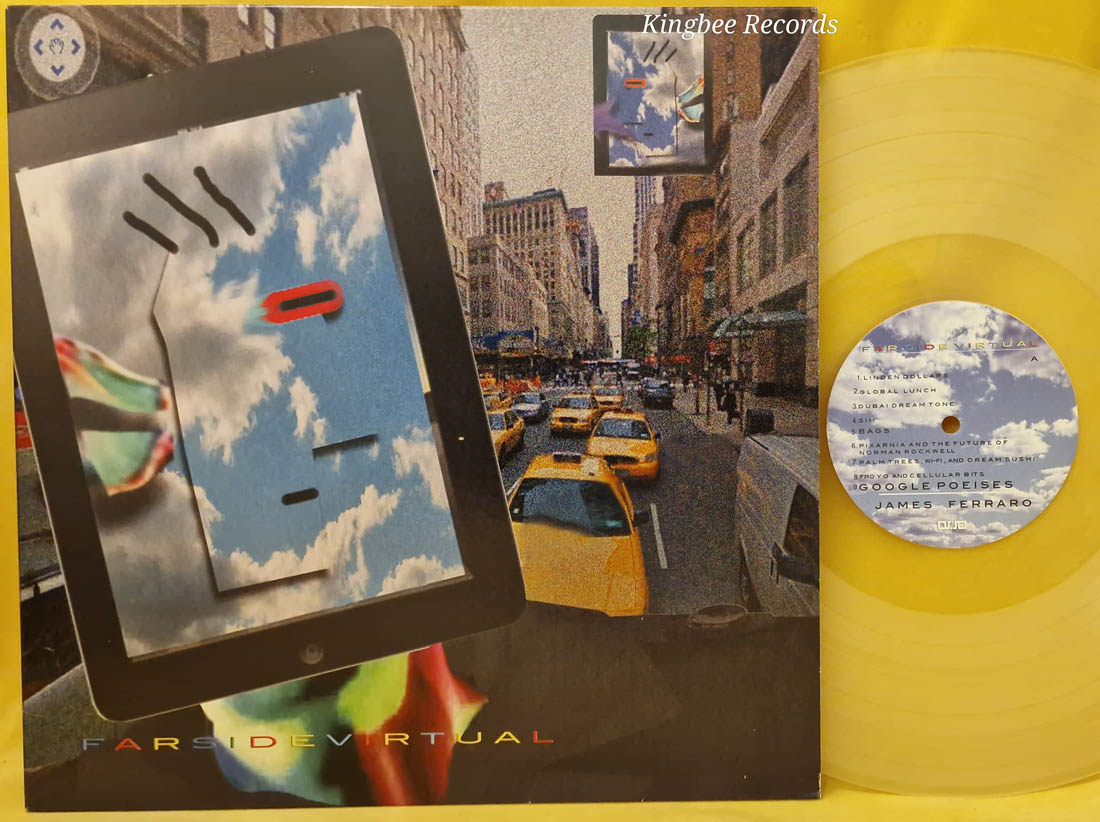 Kingbee Records
FARSIDEVIRTUAL
FARSIDE VIRTUAL
A
1. LINDEN DOLLARS
2. GLOBAL LUNCH
3. DUBAI DREAM TONE
4. SIM
5. BAGS
6. PIXARNIA AND THE FUTURE OF
NORMAN ROCKWELL
7. PALM TREES, WI-FI, AND DREAM SUSHI
8. FROYO AND CELLULAR BITS
9. GOOGLE POEISES
JAMES FERRARO